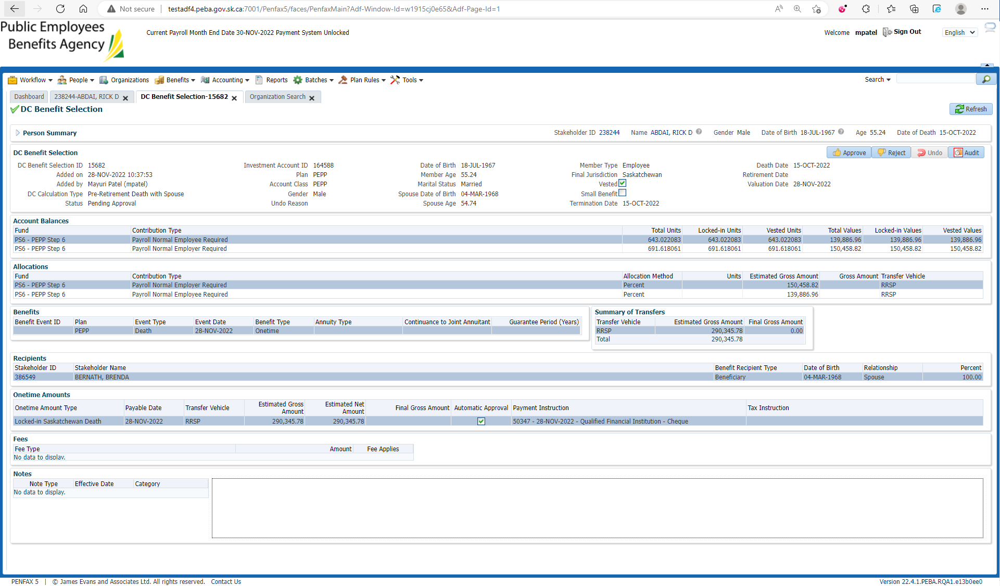 Not secure | testadf4.peba.gov.sk.ca:7001/Penfax5/faces/PenfaxMain?Adf-Window-Id=w1915cj0e65&Adf-Page-Id=1
Public Employees
Benefits Agency
Current Payroll Month End Date 30-NOV-2022 Payment System Unlocked
Welcome mpatel Sign Out English
Workflow People Organizations Benefits Accounting Reports Batches Plan Rules Tools Search
Dashboard 238244-ABDAI, RICK D DC Benefit Selection-15682 Organization Search
DC Benefit Selection Refresh
Person Summary Stakeholder ID 238244 Name ABDAI, RICK D Gender Male Date of Birth 18-JUL-1967 Age 55.24 Date of Death 15-OCT-2022
DC Benefit Selection Approve Reject Undo Audit
DC Benefit Selection ID 15682 Investment Account ID 164588 Date of Birth 18-JUL-1967 Member Type Employee Death Date 15-OCT-2022
Added on 28-NOV-2022 10:37:53 Plan PEPP Member Age 55.24 Final Jurisdiction Saskatchewan Retirement Date
Added by Mayuri Patel (mpatel) Account Class PEPP Marital Status Married Vested Valuation Date 28-NOV-2022
DC Calculation Type Pre-Retirement Death with Spouse Gender Male Spouse Date of Birth 04-MAR-1968 Small Benefit
Status Pending Approval Undo Reason Spouse Age 54.74 Termination Date 15-OCT-2022
Account Balances
Fund Contribution Type Total Units Locked-in Units Vested Units Total Values Locked-in Values Vested Values
PS6 - PEPP Step 6 Payroll Normal Employee Required 643.022083 643.022083 643.022083 139,886.96 139,886.96 139,886.96
PS6 - PEPP Step 6 Payroll Normal Employer Required 691.618061 691.618061 691.618061 150,458.82 150,458.82 150,458.82
Allocations
Fund Contribution Type Allocation Method Units Estimated Gross Amount Gross Amount Transfer Vehicle
PS6 - PEPP Step 6 Payroll Normal Employer Required Percent 150,458.82 RRSP
PS6 - PEPP Step 6 Payroll Normal Employee Required Percent 139,886.96 RRSP
Benefits
Benefit Event ID Plan Event Type Event Date Benefit Type Annuity Type Continuance to Joint Annuitant Guarantee Period (Years)
PEPP Death 28-NOV-2022 Onetime
Summary of Transfers
Transfer Vehicle Estimated Gross Amount Final Gross Amount
RRSP 290,345.78 0.00
Total 290,345.78
Recipients
Stakeholder ID Stakeholder Name Benefit Recipient Type Date of Birth Relationship Percent
386549 BERNATH, BRENDA Beneficiary 04-MAR-1968 Spouse 100.00
Onetime Amounts
Onetime Amount Type Payable Date Transfer Vehicle Estimated Gross Amount Estimated Net Amount Final Gross Amount Automatic Approval Payment Instruction Tax Instruction
Locked-in Saskatchewan Death 28-NOV-2022 RRSP 290,345.78 290,345.78 50347 - 28-NOV-2022 - Qualified Financial Institution - Cheque
Fees
Fee Type Amount Fee Applies
No data to display.
Notes
Note Type Effective Date Category
No data to display.
PENFAX 5 | © James Evans and Associates Ltd. All rights reserved. Contact Us Version 22.4.1.PEBA.RQA1.e13b0ee0